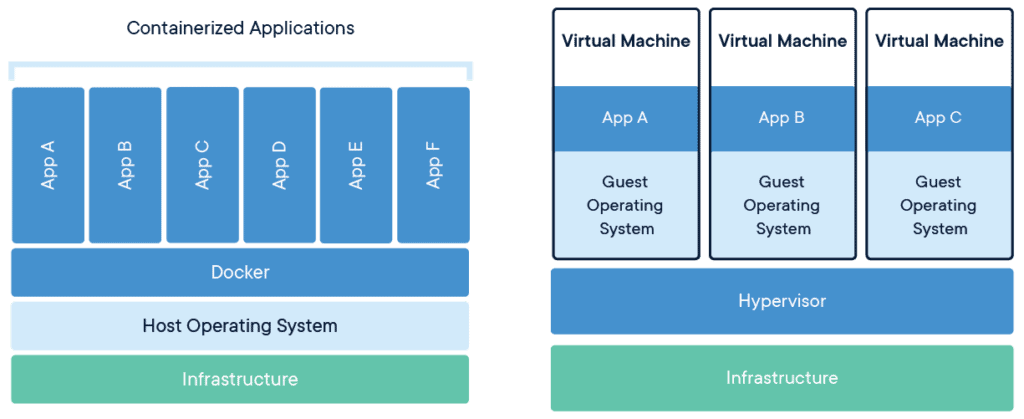 Containerized Applications
App A
App B
App C
App D
App E
App F
Docker
Host Operating System
Infrastructure
Virtual Machine
App A
Guest
Operating
System
Virtual Machine
App B
Guest
Operating
System
Virtual Machine
App C
Guest
Operating
System
Hypervisor
Infrastructure